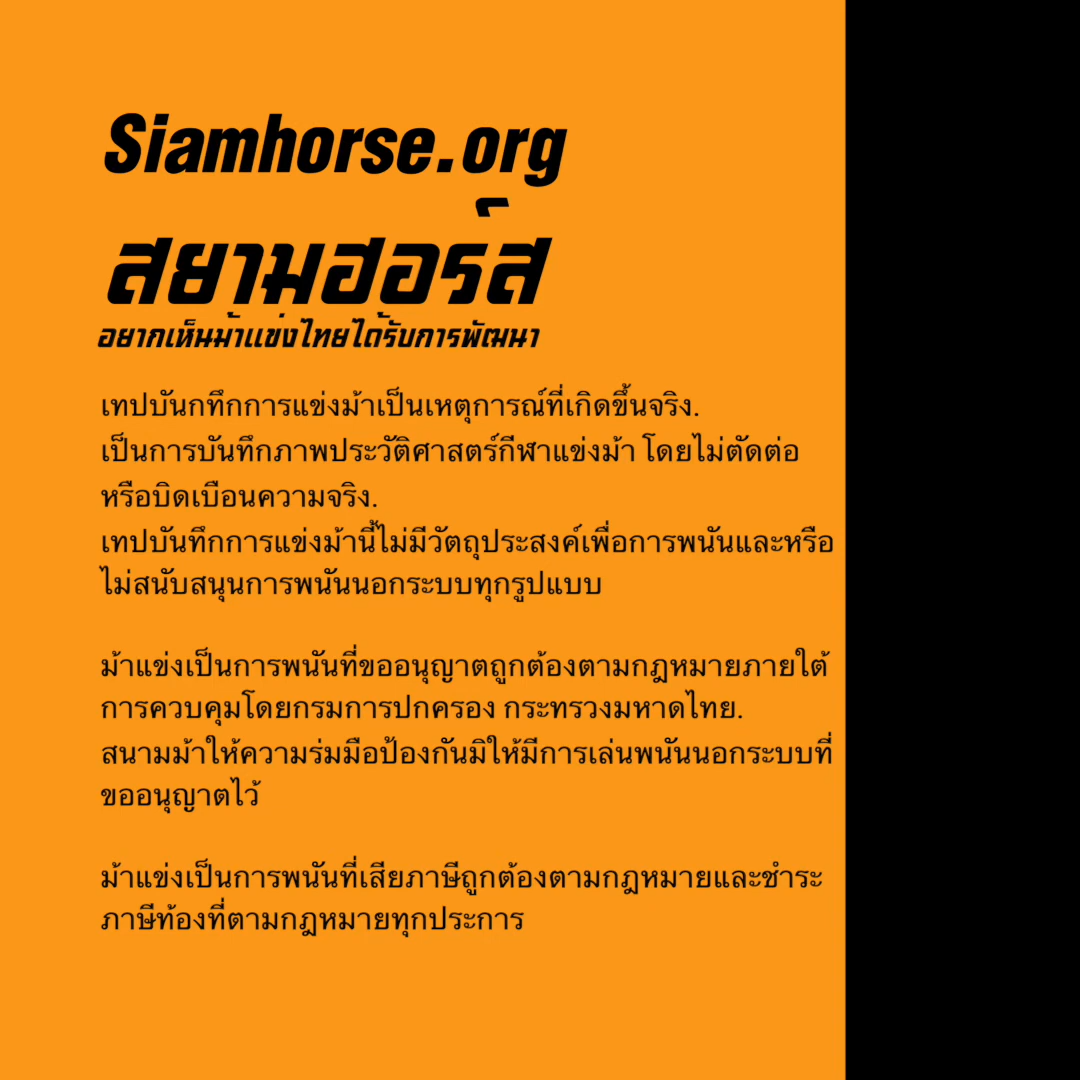 Siamhorse.org
สยามฮอร์ส
อยากเห็นม้าแข่งไทยได้รับการพัฒนา
เทปบันกทึกการแข่งม้าเป็นเหตุการณ์ที่เกิดขึ้นจริง.
เป็นการบันทึกภาพประวัติศาสตร์กีฬาแข่งม้า โดยไม่ตัดต่อ
หรือบิดเบือนความจริง.
เทปบันทึกการแข่งม้านี้ไม่มีวัตถุประสงค์เพื่อการพนันและหรือ
ไม่สนับสนุนการพนันนอกระบบทุกรูปแบบ
ม้าแข่งเป็นการพนันที่ขออนุญาตถูกต้องตามกฎหมายภายใต้
การควบคุมโดยกรมการปกครอง กระทรวงมหาดไทย.
สนามม้าให้ความร่มมือป้องกันมิให้มีการเล่นพนันนอกระบบที่
ขออนุญาตไว้
ม้าแข่งเป็นการพนันที่เสียภาษีถูกต้องตามกฎหมายและชำระ
ภาษีท้องที่ตามกฎหมายทุกประการ